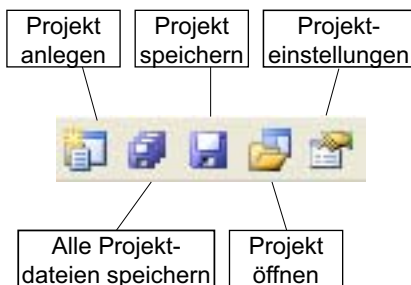 Projekt
anlegen
Projekt
speichern
Projekt-
einstellungen
Alle Projekt-
dateien speichern
Projekt
öffnen